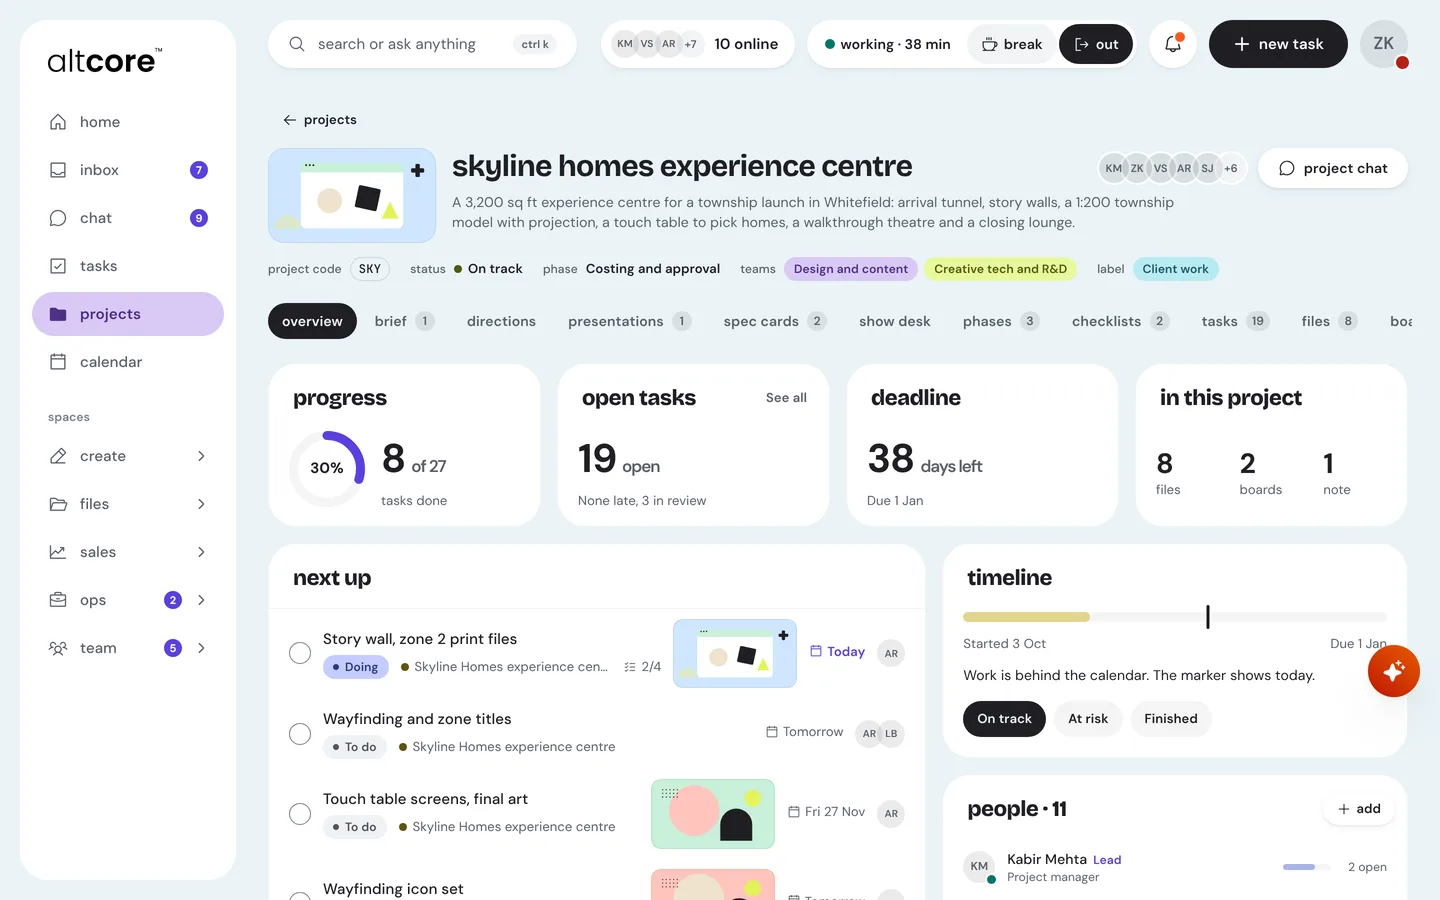 altcore™
search or ask anything
ctrl k
KM VS AR +7 10 online
working · 38 min
break
out
new task
ZK
home
inbox 7
chat 9
tasks
projects
calendar
spaces
create
files
sales
ops 2
team 5
projects
skyline homes experience centre
KM ZK VS AR SJ +6
project chat
A 3,200 sq ft experience centre for a township launch in Whitefield: arrival tunnel, story walls, a 1:200 township
model with projection, a touch table to pick homes, a walkthrough theatre and a closing lounge.
project code SKY status On track phase Costing and approval teams Design and content Creative tech and R&D label Client work
overview brief 1 directions presentations 1 spec cards 2 show desk phases 3 checklists 2 tasks 19 files 8
progress
30%
8 of 27
tasks done
open tasks
See all
19 open
None late, 3 in review
deadline
38 days left
Due 1 Jan
in this project
8 2 1
files boards note
next up
Story wall, zone 2 print files
Doing Skyline Homes experience cen... 2/4
Today AR
Wayfinding and zone titles
To do Skyline Homes experience centre
Tomorrow AR LB
Touch table screens, final art
To do Skyline Homes experience centre
Fri 27 Nov AR
Wayfinding icon set
Tomorrow
timeline
Started 3 Oct Due 1 Jan
Work is behind the calendar. The marker shows today.
On track At risk Finished
people · 11
add
KM Kabir Mehta Lead
Project manager
2 open